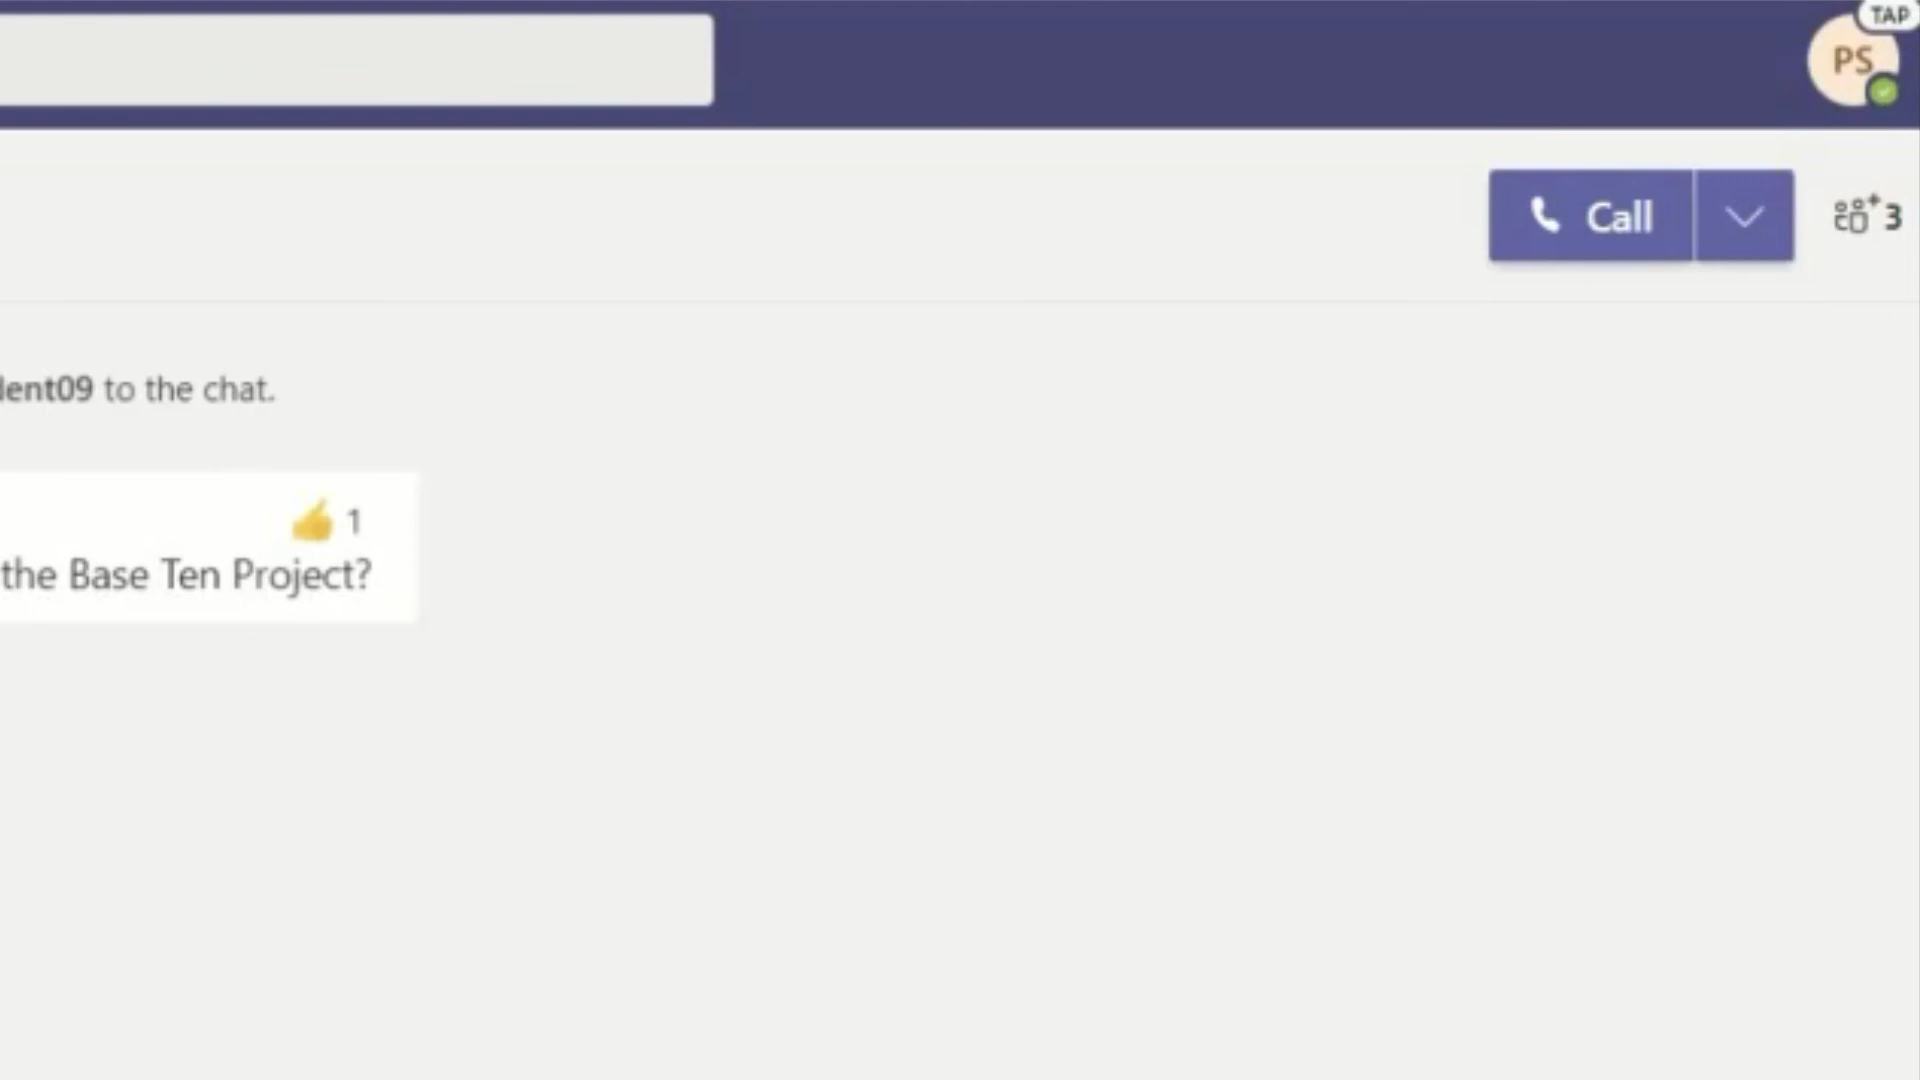 TAP
PS
Call
3
lent09 to the chat.
1
the Base Ten Project?